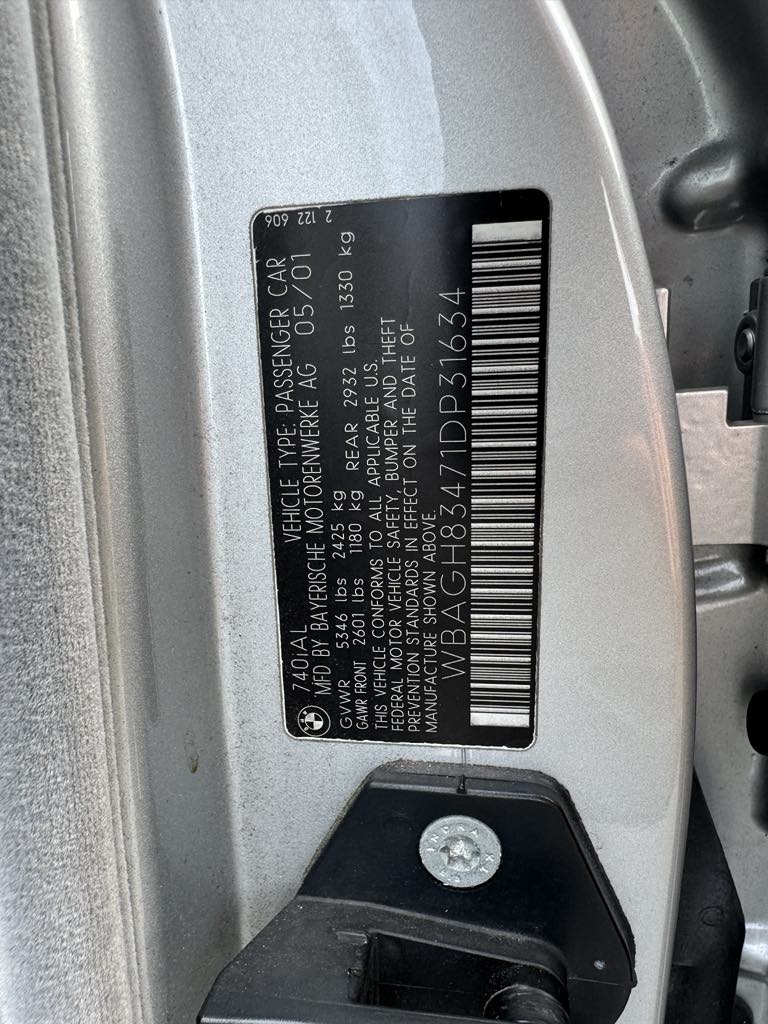 740iAL VEHICLE TYPE: PASSENGER CAR
MFD BY BAYERISCHE MOTORENWERKE AG 05/01
GVWR 5346 lbs 2425 kg
GAWR FRONT 2601 lbs 1180 kg REAR 2932 lbs 1330 kg
THIS VEHICLE CONFORMS TO ALL APPLICABLE U.S.
FEDERAL MOTOR VEHICLE SAFETY, BUMPER AND THEFT
PREVENTION STANDARDS IN EFFECT ON THE DATE OF
MANUFACTURE SHOWN ABOVE.
WBAGH83471DP31634
2 122 606